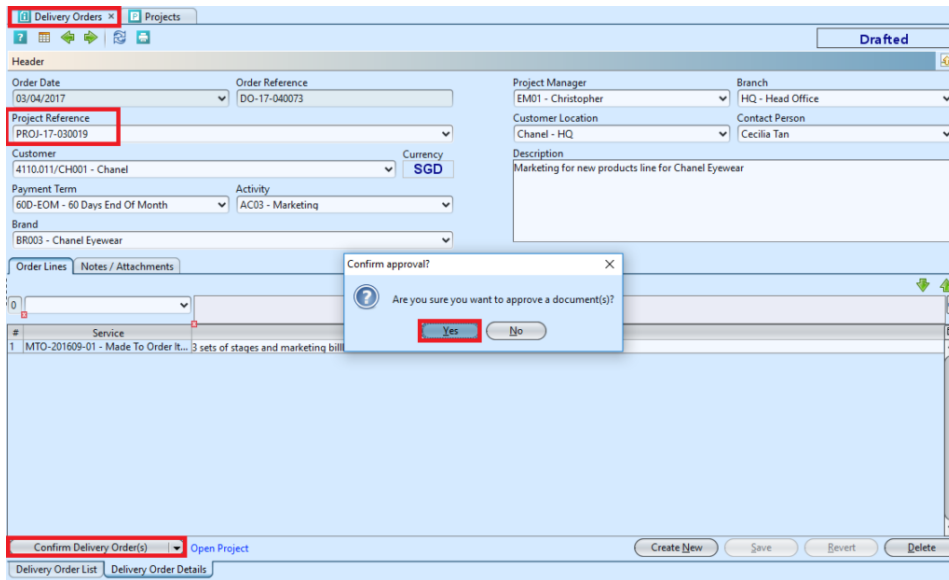 Delivery Orders × P Projects
Drafted
Header
Order Date Order Reference Project Manager Branch
03/04/2017 DO-17-040073 EM01 - Christopher HQ - Head Office
Project Reference Customer Location Contact Person
PROJ-17-030019 Chanel - HQ Cecilia Tan
Customer Currency Description
4110.011/CH001 - Chanel SGD Marketing for new products line for Chanel Eyewear
Payment Term Activity
60D-EOM - 60 Days End Of Month AC03 - Marketing
Brand
BR003 - Chanel Eyewear
Order Lines Notes / Attachments
Confirm approval?
Are you sure you want to approve a document(s)?
Yes No
0
# Service
1 MTO-201609-01 - Made To Order It... 3 sets of stages and marketing
Confirm Delivery Order(s) Open Project Create New Save Revert Delete
Delivery Order List Delivery Order Details